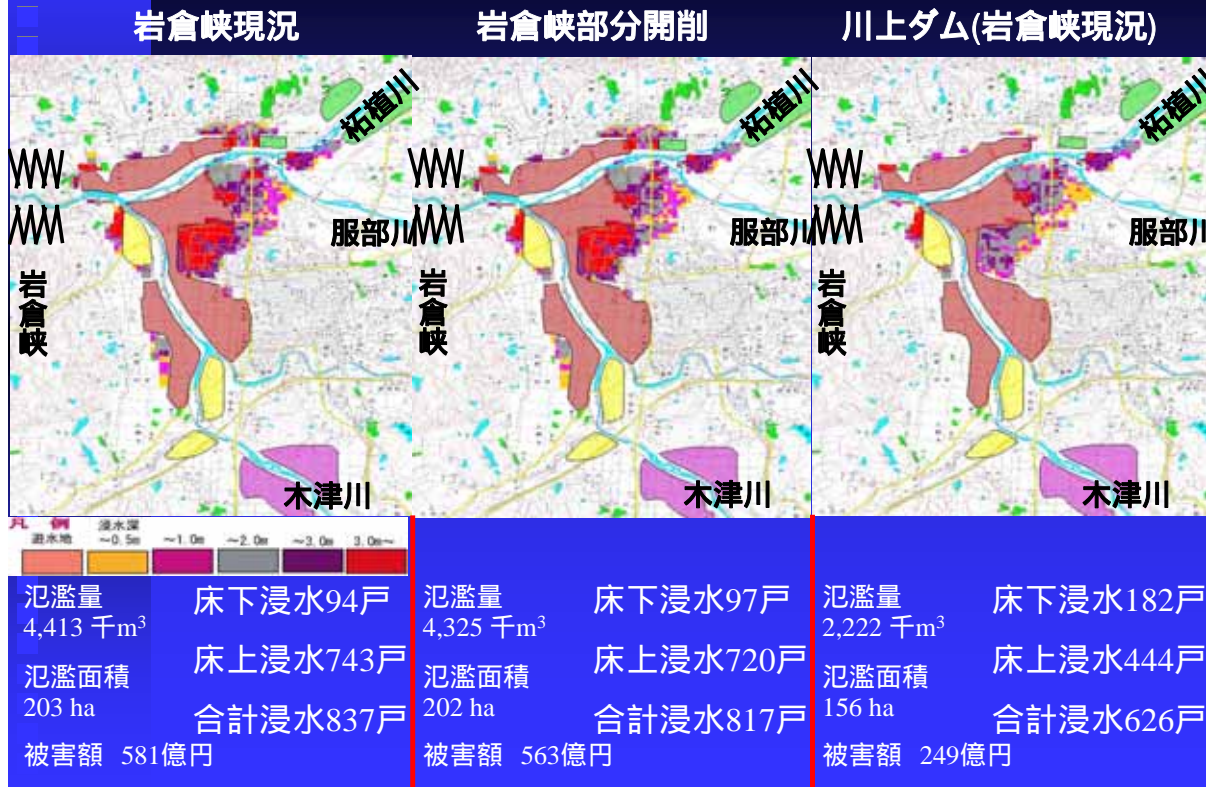 岩倉峡現況
柘植川
服部川
岩倉峡
木津川
凡 例
遊水地
浸水深
～0.5m
～1.0m
～2.0m
～3.0m
3.0m～
氾濫量
4,413 千m3
氾濫面積
203 ha
床下浸水94戸
床上浸水743戸
合計浸水837戸
被害額 581億円
岩倉峡部分開削
柘植川
服部川
岩倉峡
木津川
氾濫量
4,325 千m3
氾濫面積
202 ha
床下浸水97戸
床上浸水720戸
合計浸水817戸
被害額 563億円
川上ダム(岩倉峡現況)
柘植川
服部川
岩倉峡
木津川
氾濫量
2,222 千m3
氾濫面積
156 ha
床下浸水182戸
床上浸水444戸
合計浸水626戸
被害額 249億円